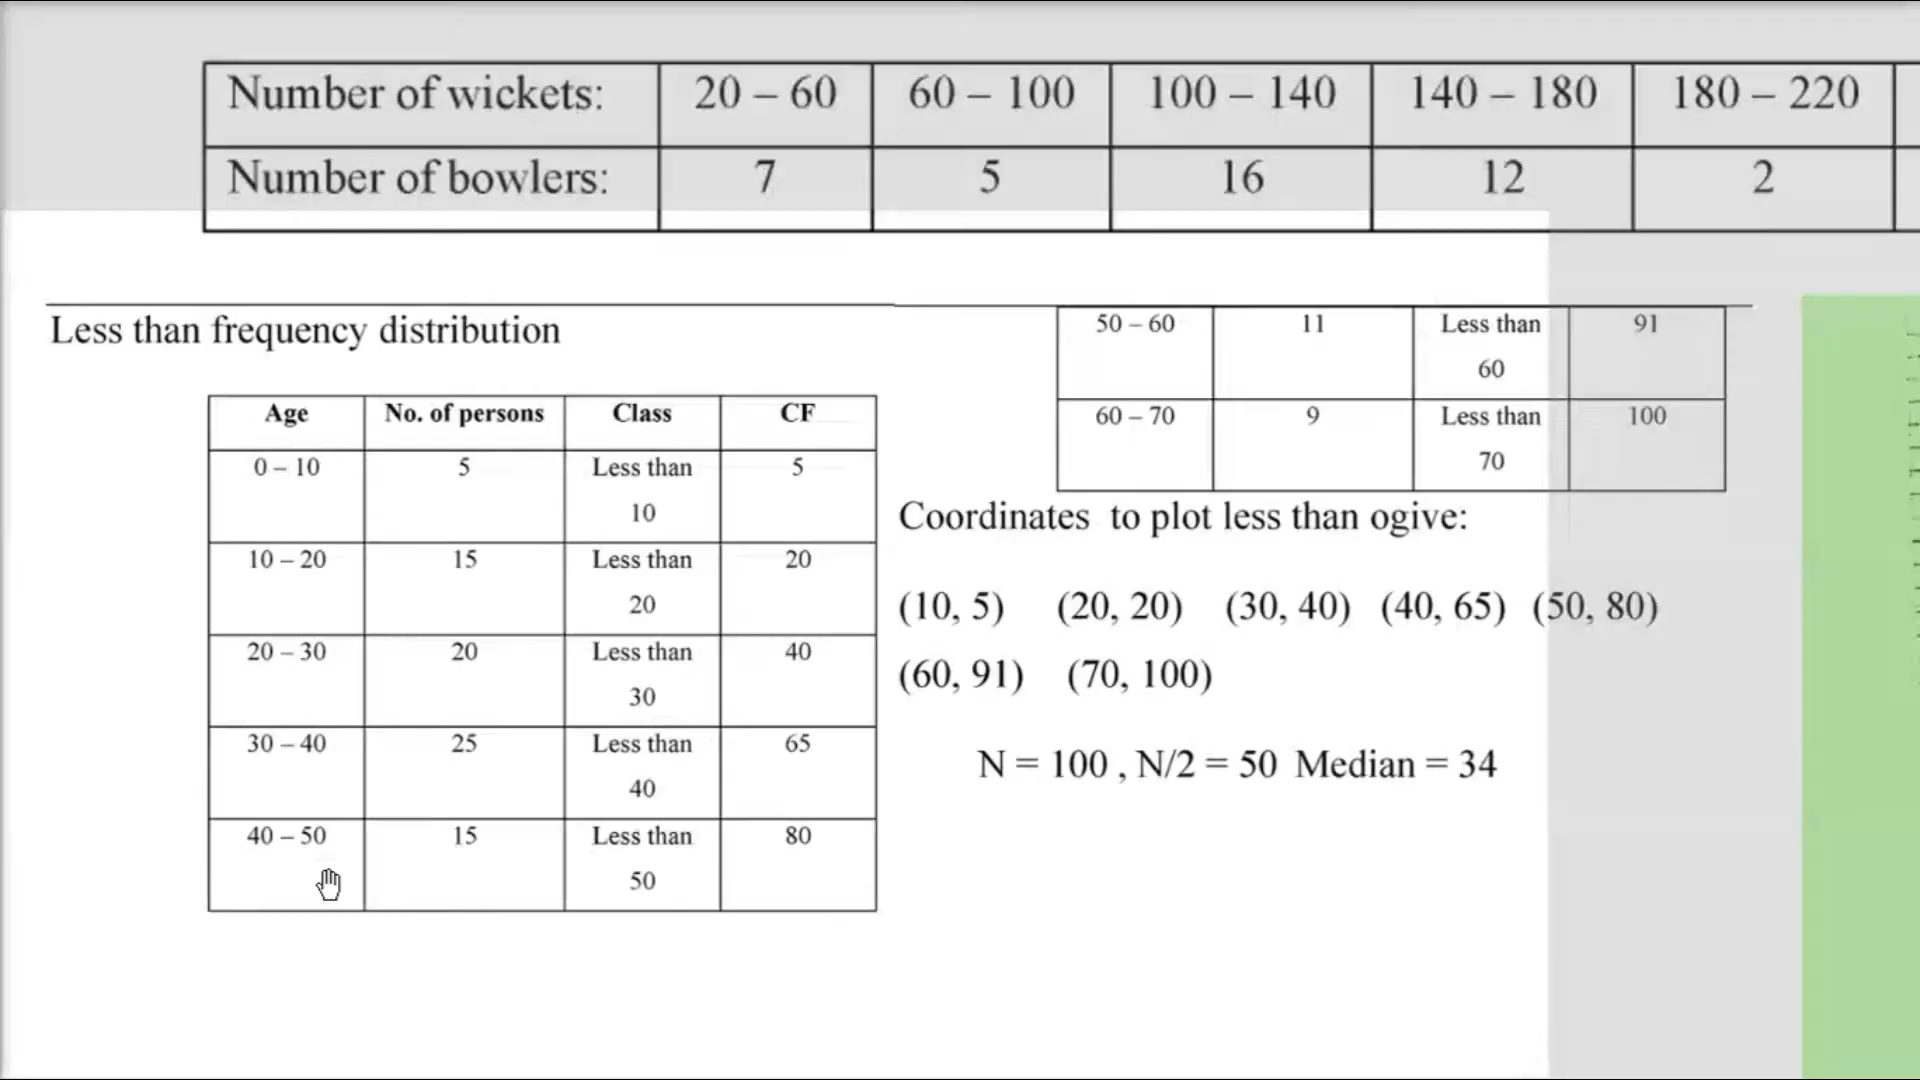 Number of wickets: 20 – 60 60 – 100 100 – 140 140 – 180 180 – 220
Number of bowlers: 7 5 16 12 2
Less than frequency distribution
Age No. of persons Class CF
0 – 10 5 Less than 5
10
10 – 20 15 Less than 20
20
20 – 30 20 Less than 40
30
30 – 40 25 Less than 65
40
40 – 50 15 Less than 80
50
50 – 60 11 Less than 91
60
60 – 70 9 Less than 100
70
Coordinates to plot less than ogive:
(10, 5) (20, 20) (30, 40) (40, 65) (50, 80)
(60, 91) (70, 100)
N = 100 , N/2 = 50 Median = 34